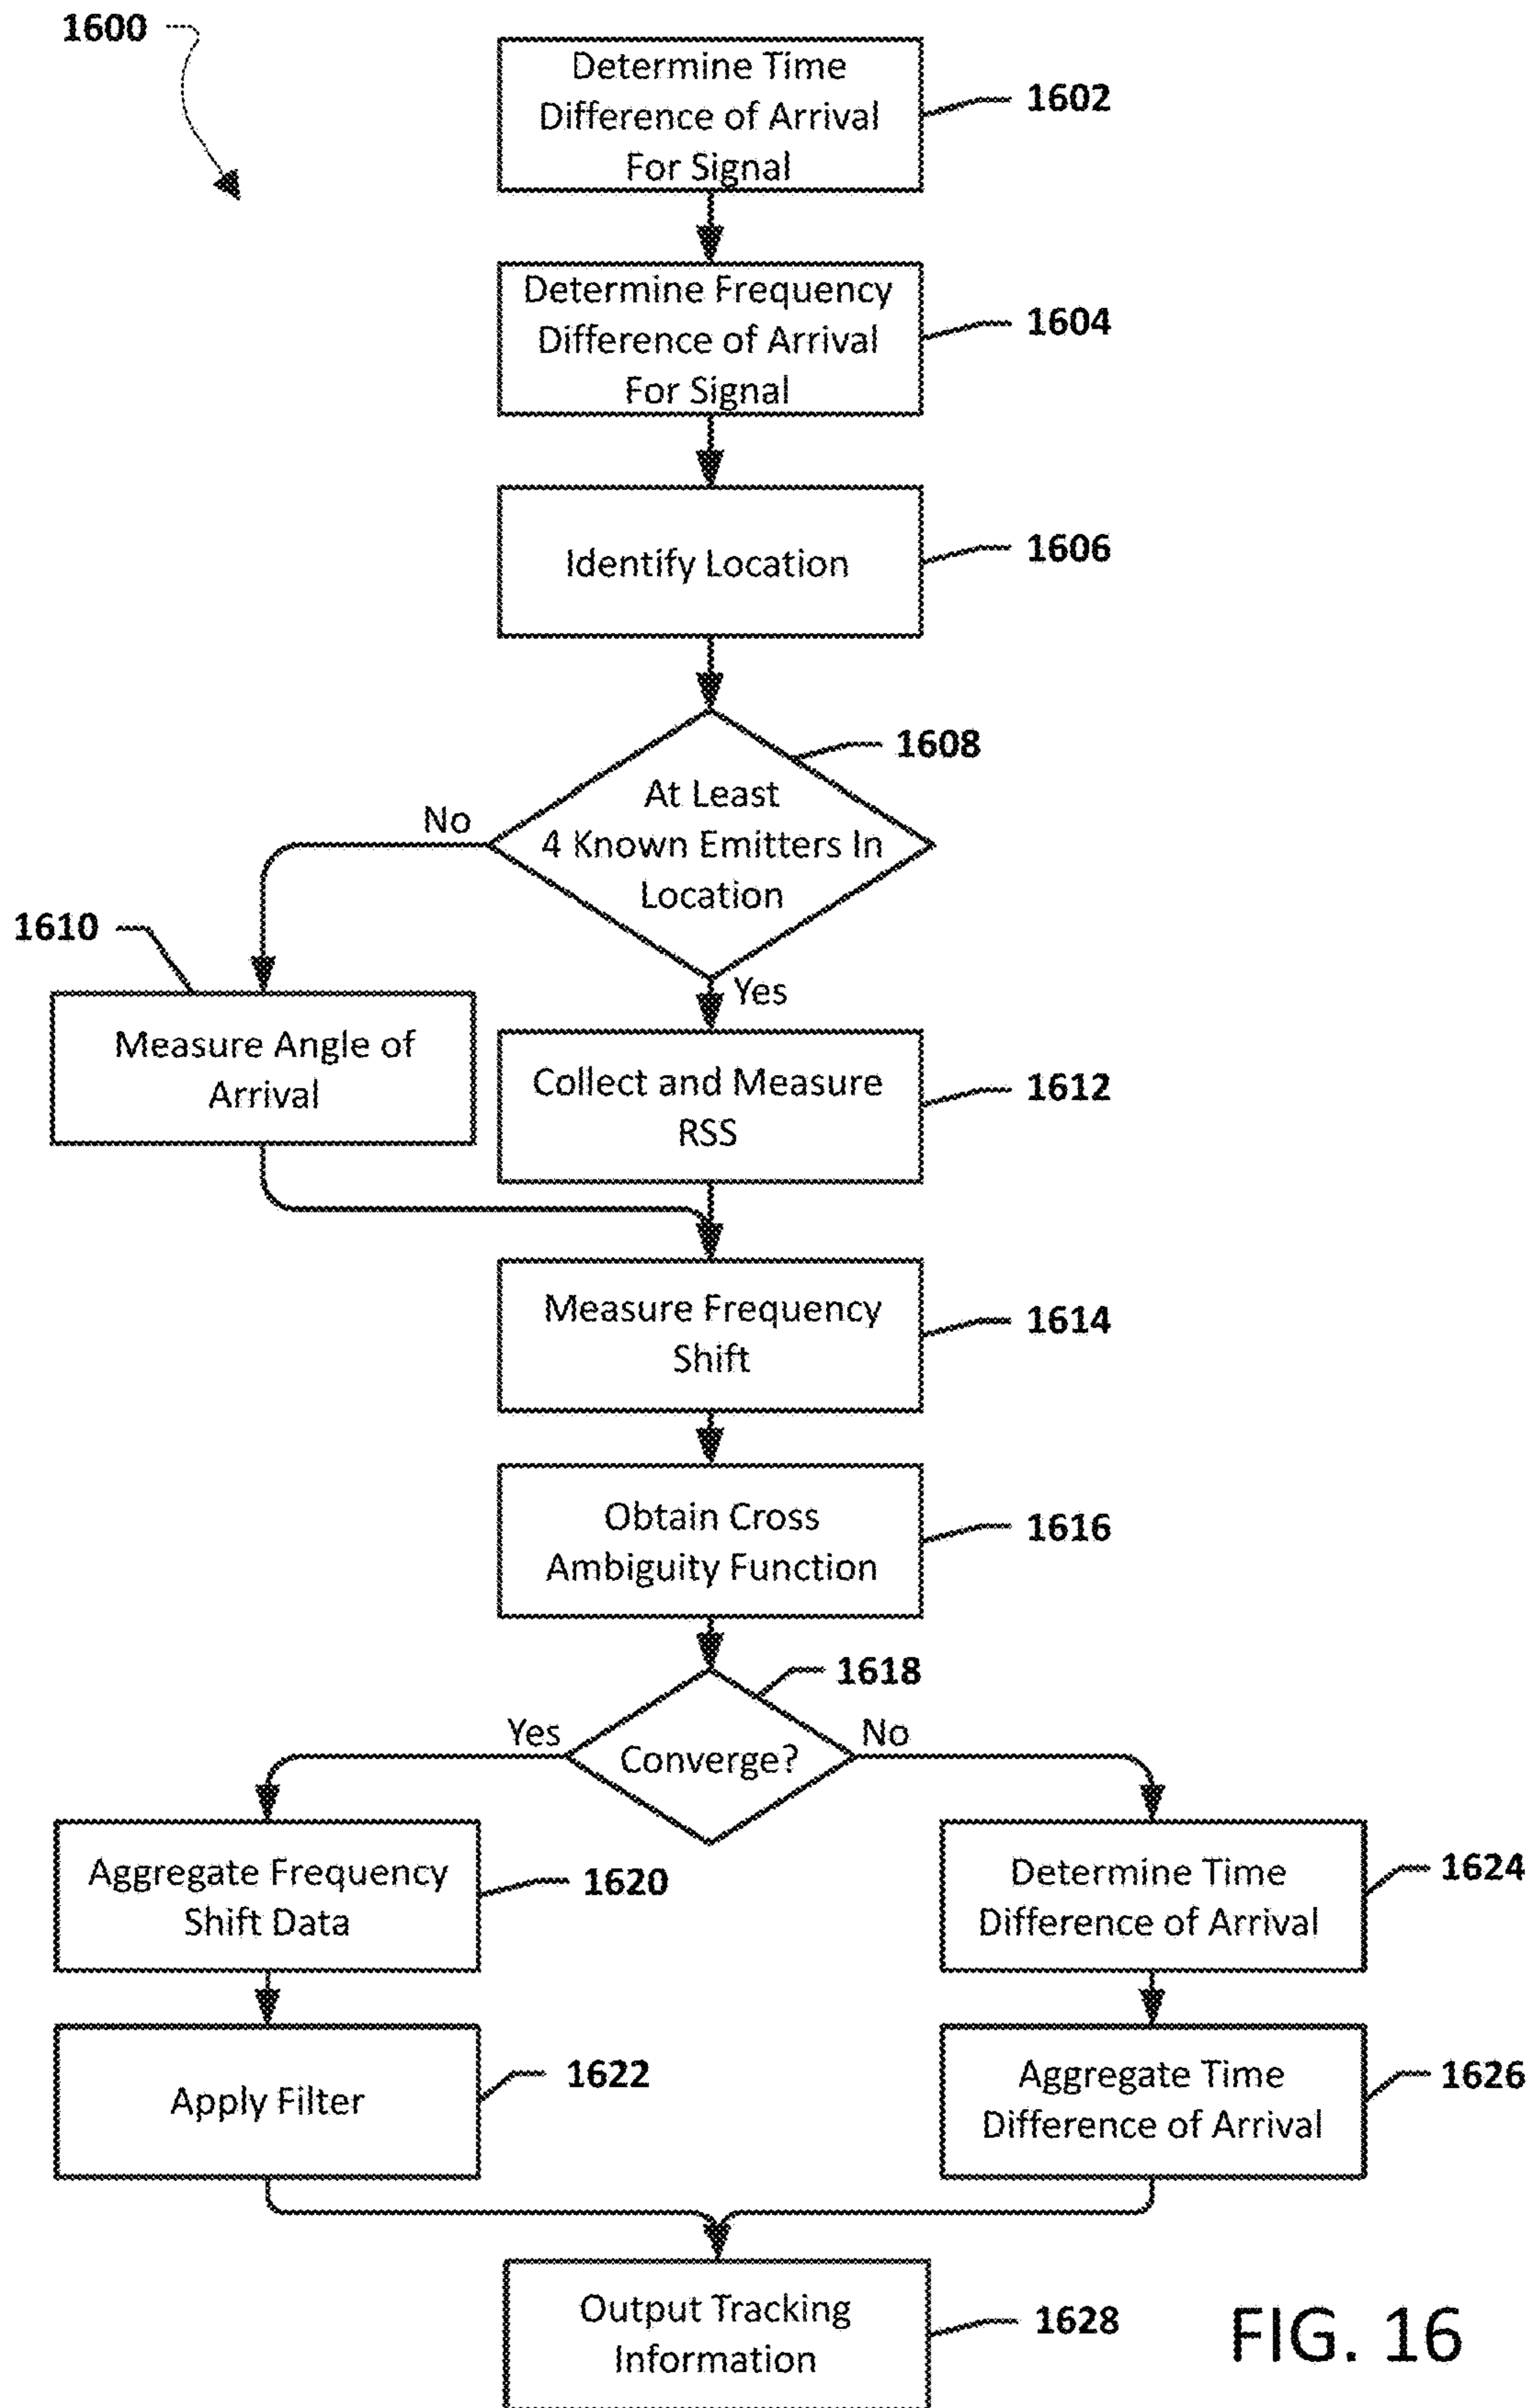 1600
Determine Time
Difference of Arrival
For Signal
1602
Determine Frequency
Difference of Arrival
For Signal
1604
Identify Location
1606
1608
At Least
4 Known Emitters In
Location
No
Yes
1610
Measure Angle of
Arrival
Collect and Measure
RSS
1612
Measure Frequency
Shift
1614
Obtain Cross
Ambiguity Function
1616
1618
Converge?
Yes
No
Aggregate Frequency
Shift Data
1620
Determine Time
Difference of Arrival
1624
Apply Filter
1622
Aggregate Time
Difference of Arrival
1626
Output Tracking
Information
1628
FIG. 16